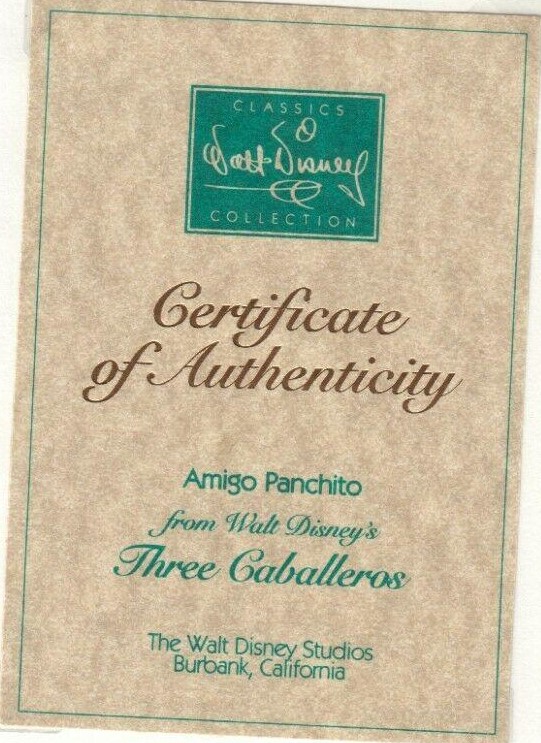 CLASSICS
Walt Disney
COLLECTION
Certificate
of Authenticity
Amigo Panchito
from Walt Disney's
Three Caballeros
The Walt Disney Studios
Burbank, California